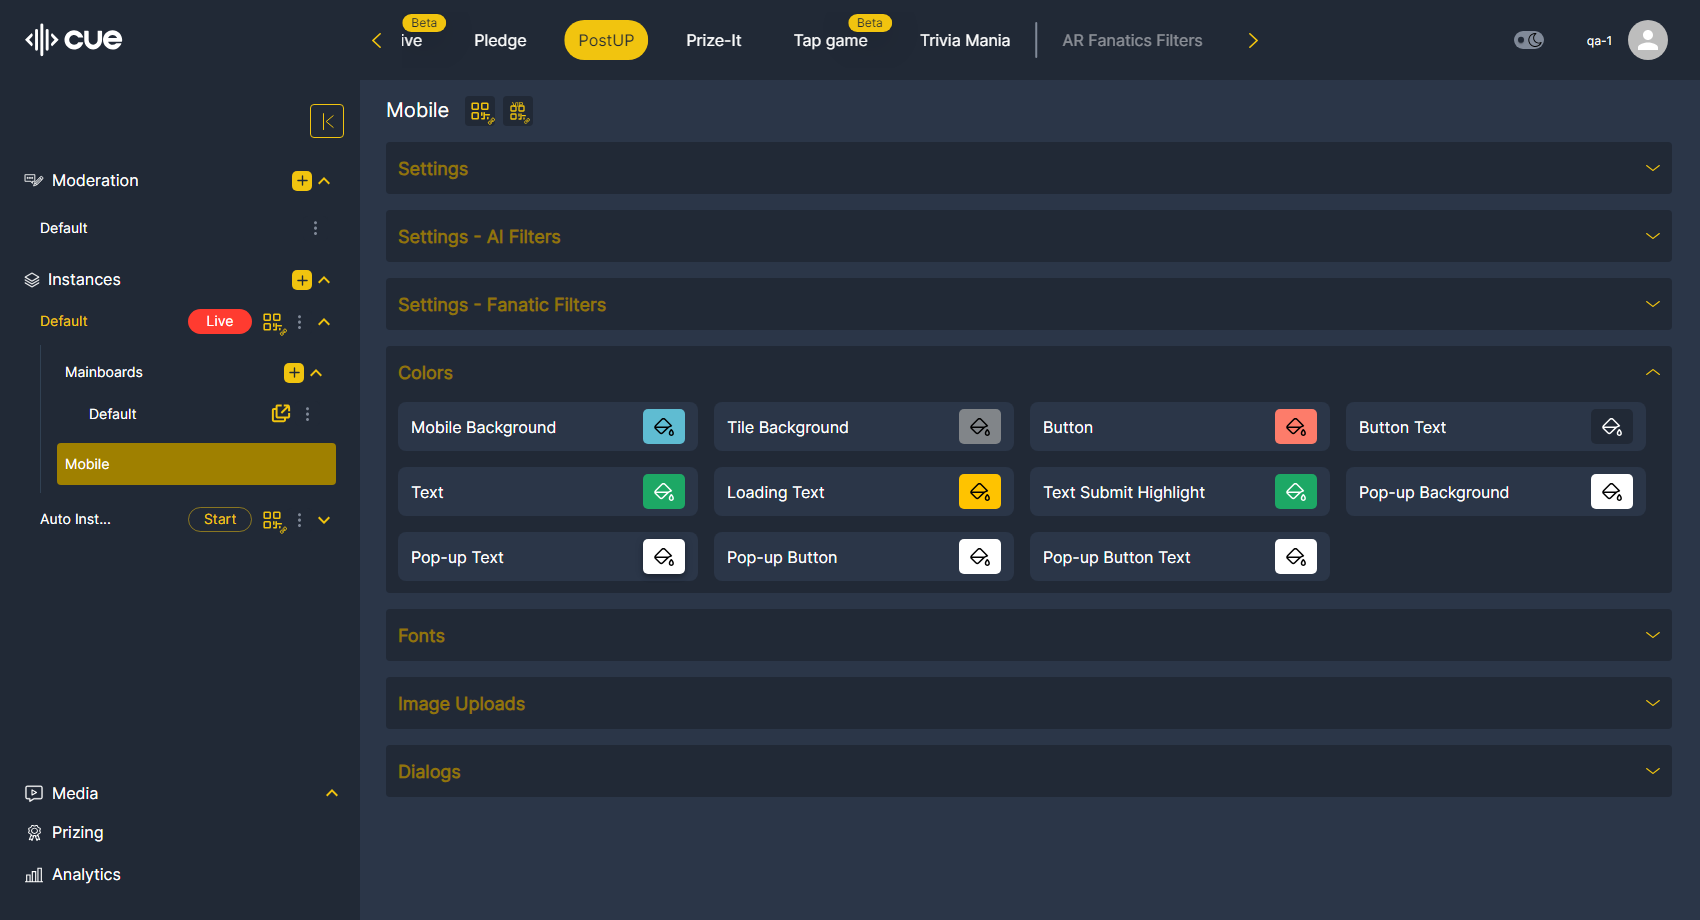 cue
Beta
ive
Pledge
PostUP
Prize-It
Beta
Tap game
Trivia Mania
AR Fanatics Filters
qa-1
Moderation
Default
Instances
Default
Live
Mainboards
Default
Mobile
Auto Inst...
Start
Media
Prizing
Analytics
Mobile
VIP
Settings
Settings - AI Filters
Settings - Fanatic Filters
Colors
Mobile Background
Tile Background
Button
Button Text
Text
Loading Text
Text Submit Highlight
Pop-up Background
Pop-up Text
Pop-up Button
Pop-up Button Text
Fonts
Image Uploads
Dialogs